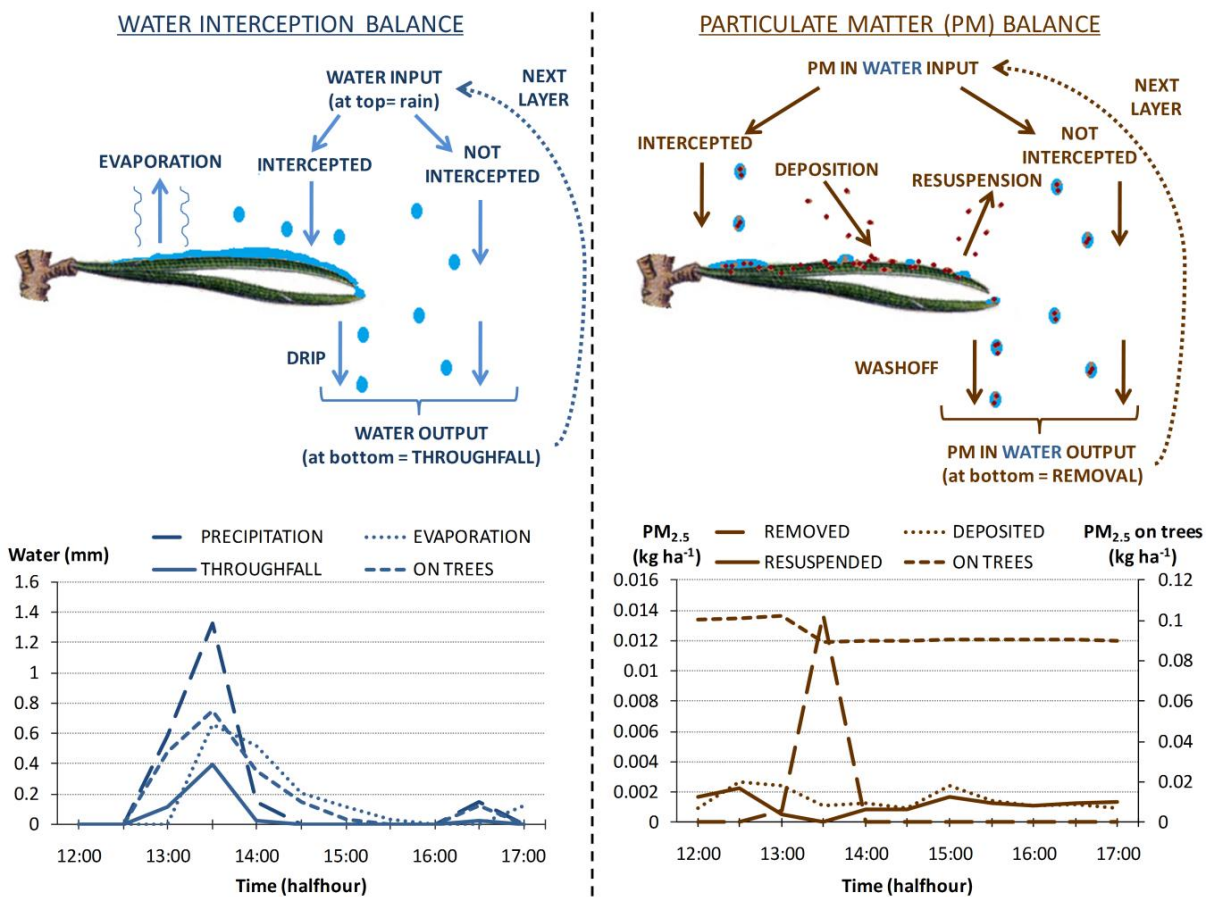 WATER INTERCEPTION BALANCE
WATER INPUT
(at top= rain)
NEXT
LAYER
EVAPORATION
INTERCEPTED
NOT
INTERCEPTED
DRIP
WATER OUTPUT
(at bottom = THROUGHFALL)
PARTICULATE MATTER (PM) BALANCE
PM IN WATER INPUT
NEXT
LAYER
INTERCEPTED
NOT
INTERCEPTED
DEPOSITION
RESUSPENSION
WASHOFF
PM IN WATER OUTPUT
(at bottom = REMOVAL)
Water (mm)
PRECIPITATION
EVAPORATION
THROUGHFALL
ON TREES
1.6
1.4
1.2
1
0.8
0.6
0.4
0.2
0
12:00 13:00 14:00 15:00 16:00 17:00
Time (halfhour)
PM2.5
(kg ha-1)
REMOVED
DEPOSITED
RESUSPENDED
ON TREES
PM2.5 on trees
(kg ha-1)
0.016
0.014
0.012
0.01
0.008
0.006
0.004
0.002
0
0.12
0.1
0.08
0.06
0.04
0.02
0
12:00 13:00 14:00 15:00 16:00 17:00
Time (halfhour)